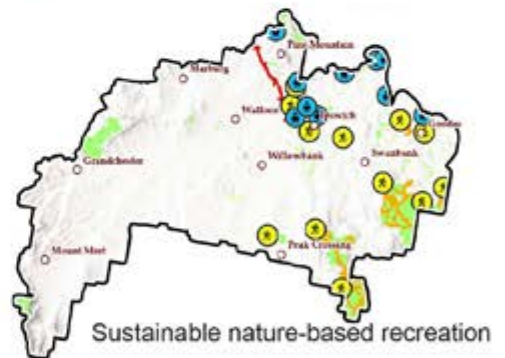 Pine Mountain
Marburg
Walloon
Ipswich
Goodna
Grandchester
Willowbank
Swanbank
Mount Mort
Peak Crossing
Sustainable nature-based recreation